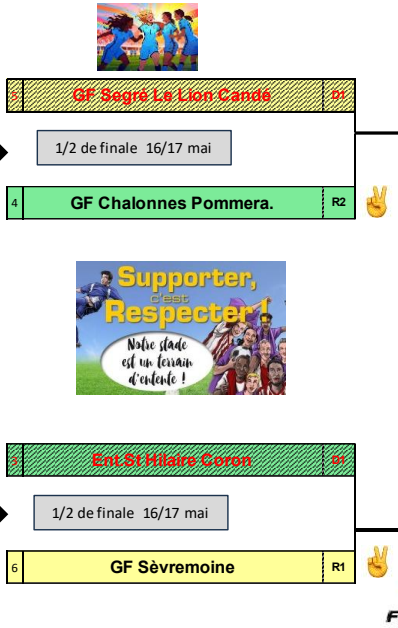 5 GF Segré Le Lion Candé D1
1/2 de finale 16/17 mai
4 GF Chalonnes Pommera. R2
Supporter,
c'est
Respecter !
Notre stade
est un terrain
d'entente !
3 Ent.St Hilaire Coron D1
1/2 de finale 16/17 mai
6 GF Sèvremoine R1
F